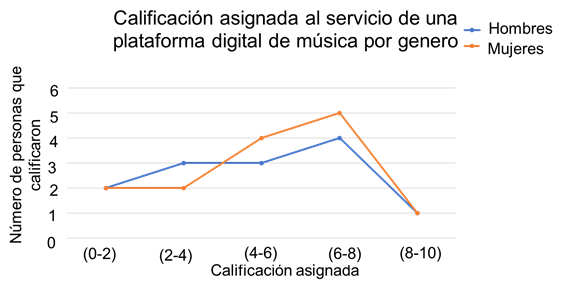 Calificación asignada al servicio de una
plataforma digital de música por genero
Hombres
Mujeres
Número de personas que
calificaron
6
5
4
3
2
1
0
(0-2) (2-4) (4-6) (6-8) (8-10)
Calificación asignada